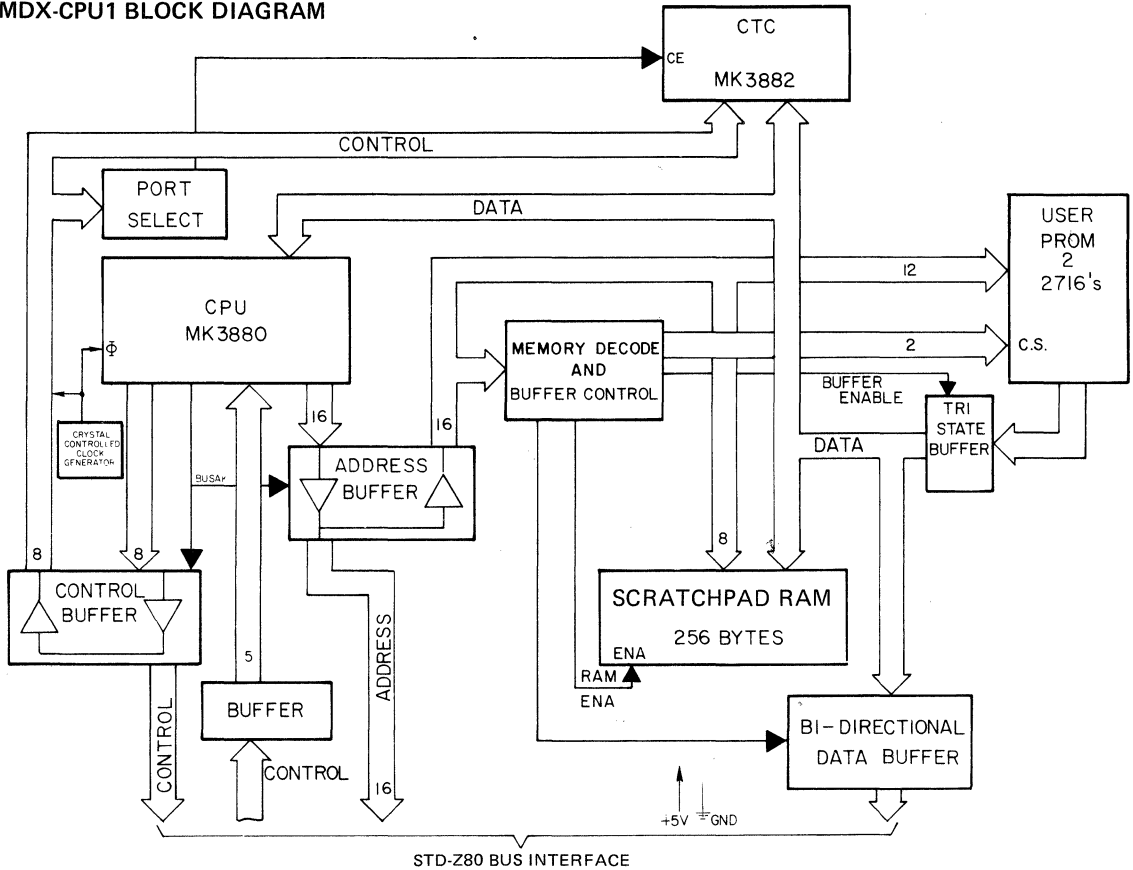 MDX-CPU1 BLOCK DIAGRAM
CTC
CE
MK3882
CONTROL
PORT
SELECT
DATA
USER
PROM
2
2716's
C.S.
12
2
CPU
MK3880
Φ
MEMORY DECODE
AND
BUFFER CONTROL
BUFFER
ENABLE
TRI
STATE
BUFFER
DATA
16
16
CRYSTAL
CONTROLLED
CLOCK
GENERATOR
ADDRESS
BUFFER
8
8
8
CONTROL
BUFFER
SCRATCHPAD RAM
256 BYTES
ENA
RAM
ENA
5
ADDRESS
BUFFER
CONTROL
CONTROL
16
BI-DIRECTIONAL
DATA BUFFER
+5V
GND
STD-Z80 BUS INTERFACE